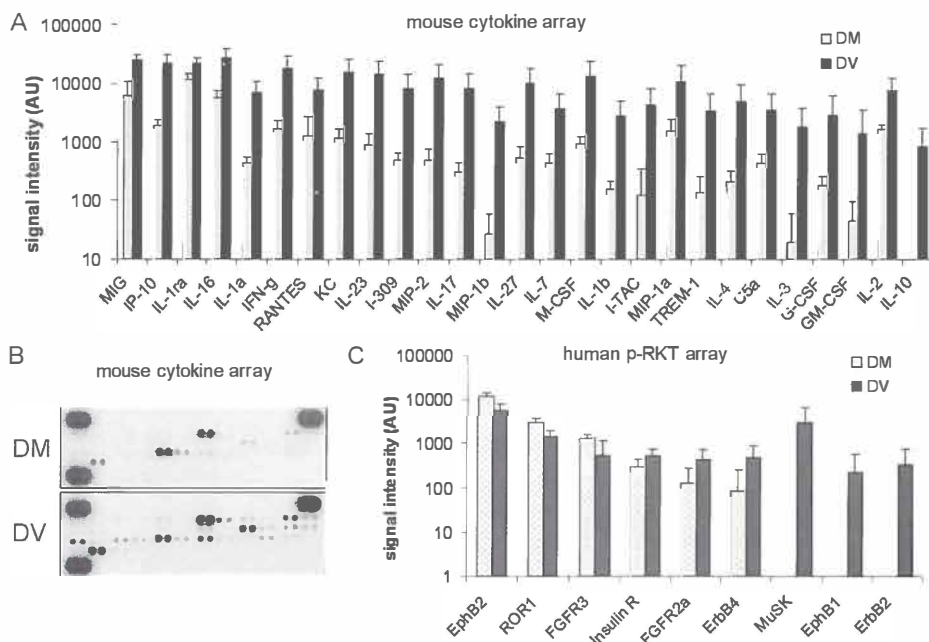 A
mouse cytokine array
signal intensity (AU)
100000
10000
1000
100
10
DM
DV
MIG
IP-10
IL-1ra
IL-16
IL-1a
IFN-g
RANTES
KC
IL-23
I-309
MIP-2
IL-17
MIP-1b
IL-27
IL-7
M-CSF
IL-1b
I-TAC
MIP-1a
TREM-1
IL-4
C5a
IL-3
G-CSF
GM-CSF
IL-2
IL-10
B
mouse cytokine array
DM
DV
C
human p-RKT array
signal intensity (AU)
100000
10000
1000
100
10
1
DM
DV
EphB2
ROR1
FGFR3
Insulin R
FGFR2a
ErbB4
MuSK
EphB1
ErbB2